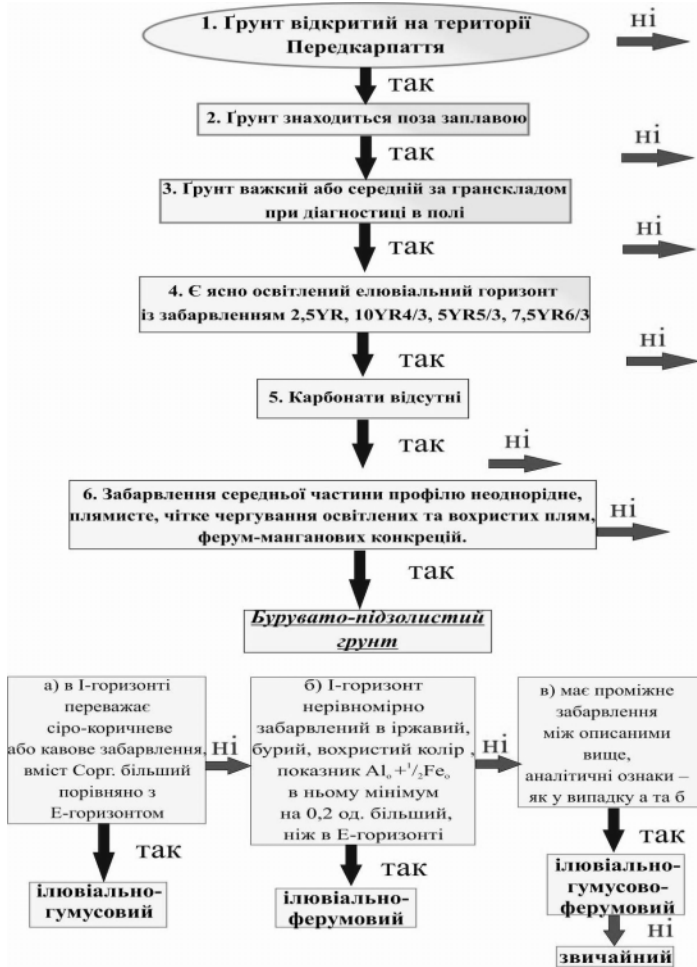 1. Ґрунт відкритий на території
Передкарпаття
ні
так
2. Ґрунт знаходиться поза заплавою
так
ні
3. Ґрунт важкий або середній за гранскладом
при діагностиці в полі
так
ні
4. Є ясно освітлений елювіальний горизонт
із забарвленням 2,5YR, 10YR4/3, 5YR5/3, 7,5YR6/3
так
ні
5. Карбонати відсутні
так
ні
6. Забарвлення середньої частини профілю неоднорідне,
плямисте, чітке чергування освітлених та вохристих плям,
ферум-манганових конкрецій.
ні
так
Бурувато-підзолистий
ґрунт
а) в І-горизонті
переважає
сіро-коричневе
або кавове забарвлення,
вміст Сорг. більший
порівняно з
Е-горизонтом
ні
б) І-горизонт
нерівномірно
забарвлений в іржавий,
бурий, вохристий колір ,
показник Alₒ+¹/₂Feₒ
в ньому мінімум
на 0,2 од. більший,
ніж в Е-горизонті
ні
в) має проміжне
забарвлення
між описаними
вище,
аналітичні ознаки –
як у випадку а та б
так
ілювіально-
гумусовий
так
ілювіально-
ферумовий
так
ілювіально-
гумусово-
ферумовий
ні
звичайний